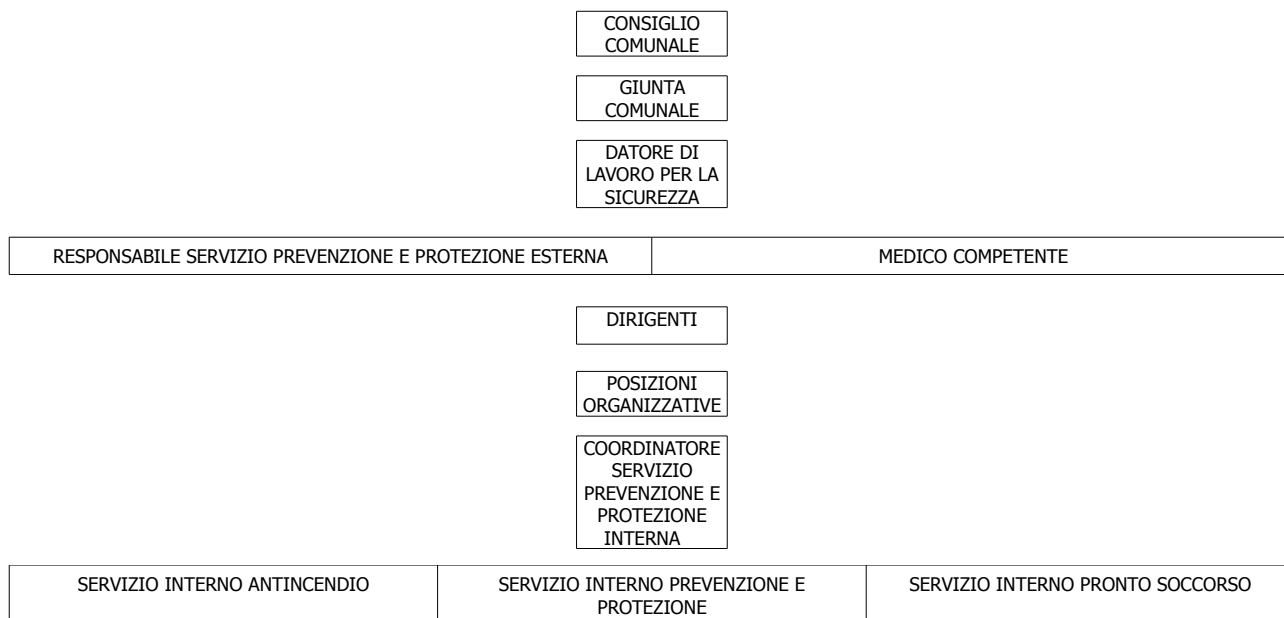 CONSIGLIO
COMUNALE
GIUNTA
COMUNALE
DATORE DI
LAVORO PER LA
SICUREZZA
RESPONSABILE SERVIZIO PREVENZIONE E PROTEZIONE ESTERNA
MEDICO COMPETENTE
DIRIGENTI
POSIZIONI
ORGANIZZATIVE
COORDINATORE
SERVIZIO
PREVENZIONE E
PROTEZIONE
INTERNA
SERVIZIO INTERNO ANTINCENDIO
SERVIZIO INTERNO PREVENZIONE E
PROTEZIONE
SERVIZIO INTERNO PRONTO SOCCORSO